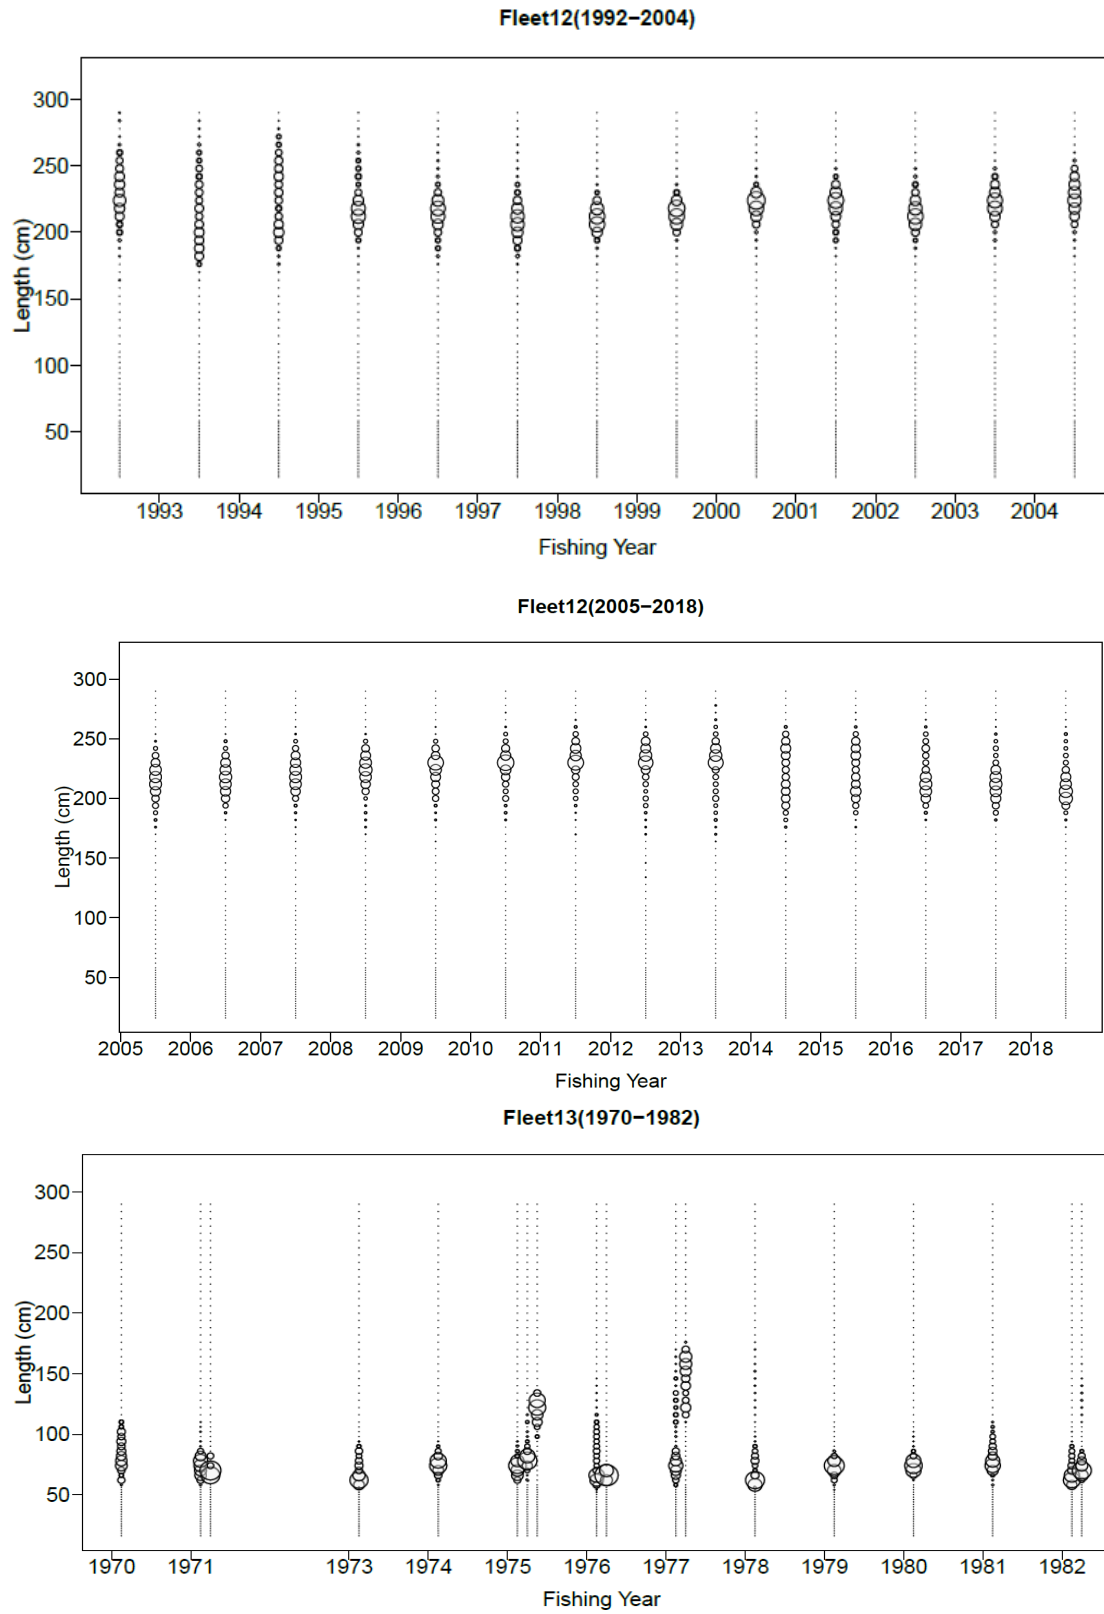 Fleet12(1992−2004)
300
250
200
150
100
50
Length (cm)
1993 1994 1995 1996 1997 1998 1999 2000 2001 2002 2003 2004
Fishing Year
Fleet12(2005−2018)
300
250
200
150
100
50
Length (cm)
2005 2006 2007 2008 2009 2010 2011 2012 2013 2014 2015 2016 2017 2018
Fishing Year
Fleet13(1970−1982)
300
250
200
150
100
50
Length (cm)
1970 1971 1973 1974 1975 1976 1977 1978 1979 1980 1981 1982
Fishing Year